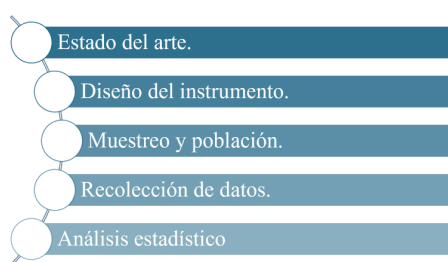 Estado del arte.
Diseño del instrumento.
Muestreo y población.
Recolección de datos.
Análisis estadístico